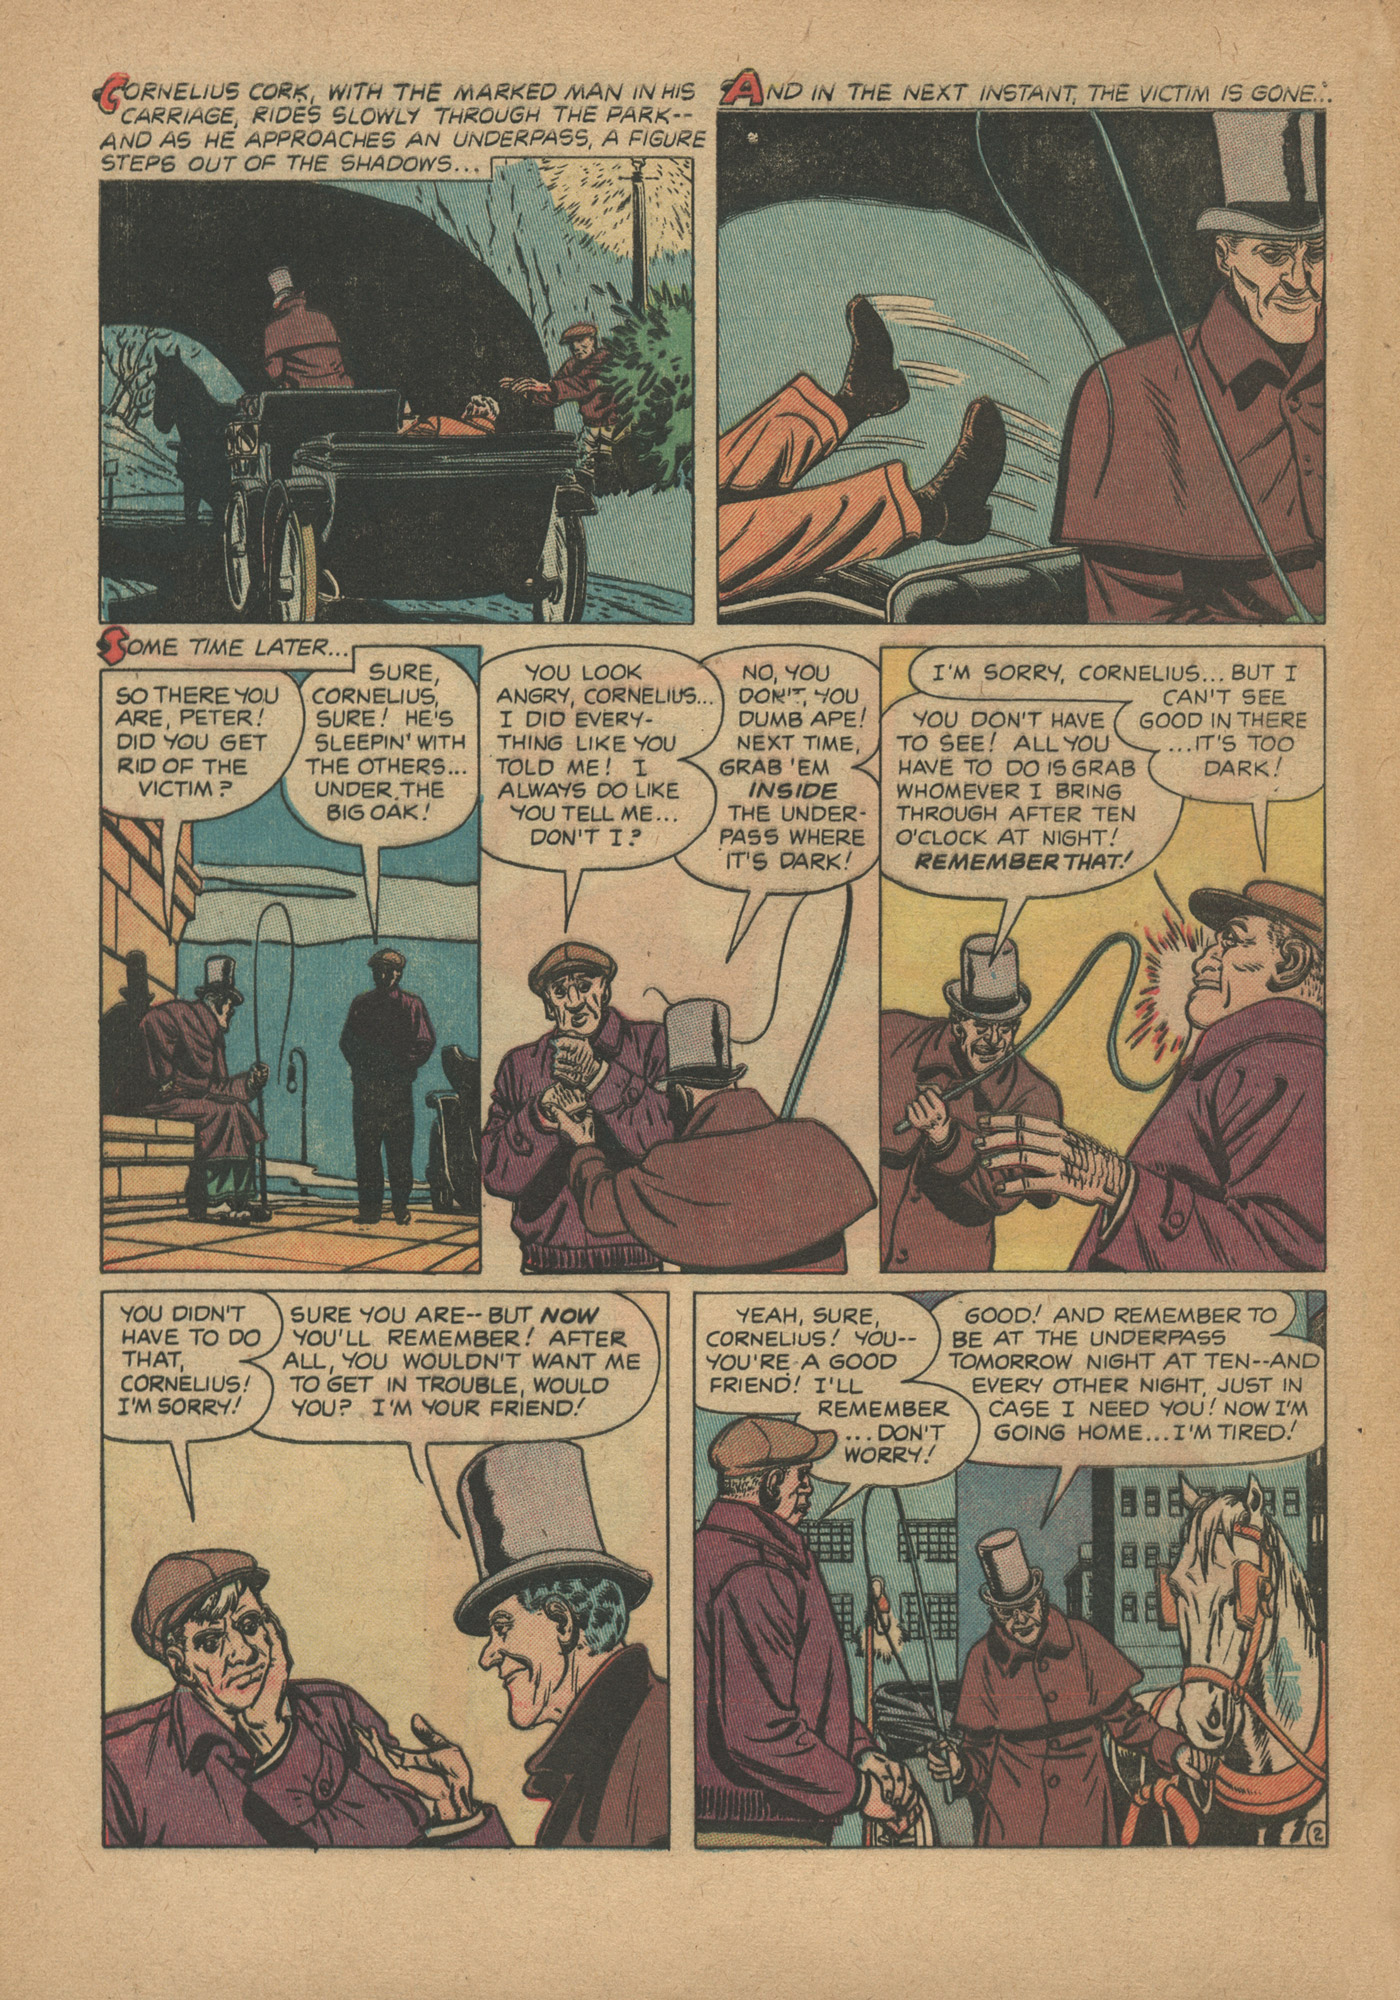 CORNELIUS CORK, WITH THE MARKED MAN IN HIS
CARRIAGE, RIDES SLOWLY THROUGH THE PARK--
AND AS HE APPROACHES AN UNDERPASS, A FIGURE
STEPS OUT OF THE SHADOWS...
AND IN THE NEXT INSTANT, THE VICTIM IS GONE...
SOME TIME LATER...
SO THERE YOU
ARE, PETER!
DID YOU GET
RID OF THE
VICTIM?
SURE,
CORNELIUS,
SURE! HE'S
SLEEPIN' WITH
THE OTHERS...
UNDER THE
BIG OAK!
YOU LOOK
ANGRY, CORNELIUS...
I DID EVERY-
THING LIKE YOU
TOLD ME! I
ALWAYS DO LIKE
YOU TELL ME...
DON'T I?
NO, YOU
DON'T, YOU
DUMB APE!
NEXT TIME,
GRAB 'EM
INSIDE
THE UNDER-
PASS WHERE
IT'S DARK!
I'M SORRY, CORNELIUS... BUT I
CAN'T SEE
GOOD IN THERE
...IT'S TOO
DARK!
YOU DON'T HAVE
TO SEE! ALL YOU
HAVE TO DO IS GRAB
WHOMEVER I BRING
THROUGH AFTER TEN
O'CLOCK AT NIGHT!
REMEMBER THAT!
YOU DIDN'T
HAVE TO DO
THAT,
CORNELIUS!
I'M SORRY!
SURE YOU ARE-- BUT NOW
YOU'LL REMEMBER! AFTER
ALL, YOU WOULDN'T WANT ME
TO GET IN TROUBLE, WOULD
YOU? I'M YOUR FRIEND!
YEAH, SURE,
CORNELIUS! YOU--
YOU'RE A GOOD
FRIEND! I'LL
REMEMBER
...DON'T
WORRY!
GOOD! AND REMEMBER TO
BE AT THE UNDERPASS
TOMORROW NIGHT AT TEN--AND
EVERY OTHER NIGHT, JUST IN
CASE I NEED YOU! NOW I'M
GOING HOME... I'M TIRED!
2